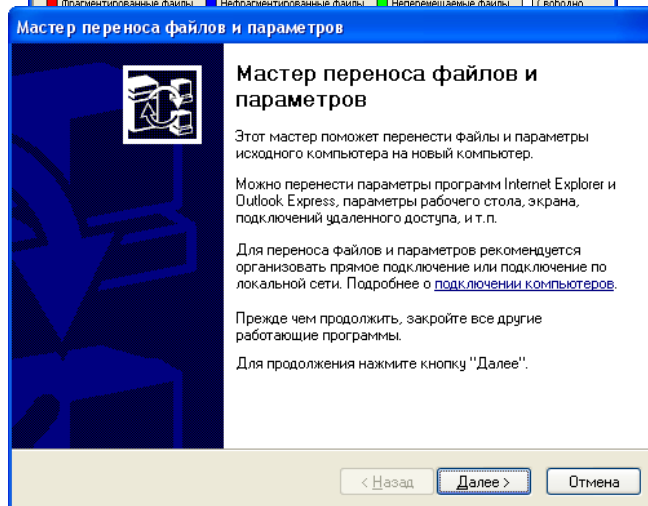 Фрагментированные файлы Нефрагментированные файлы Неперемещаемые файлы Свободно
Мастер переноса файлов и параметров
Мастер переноса файлов и
параметров
Этот мастер поможет перенести файлы и параметры
исходного компьютера на новый компьютер.
Можно перенести параметры программ Internet Explorer и
Outlook Express, параметры рабочего стола, экрана,
подключений удаленного доступа, и т.п.
Для переноса файлов и параметров рекомендуется
организовать прямое подключение или подключение по
локальной сети. Подробнее о подключении компьютеров.
Прежде чем продолжить, закройте все другие
работающие программы.
Для продолжения нажмите кнопку "Далее".
< Назад Далее > Отмена